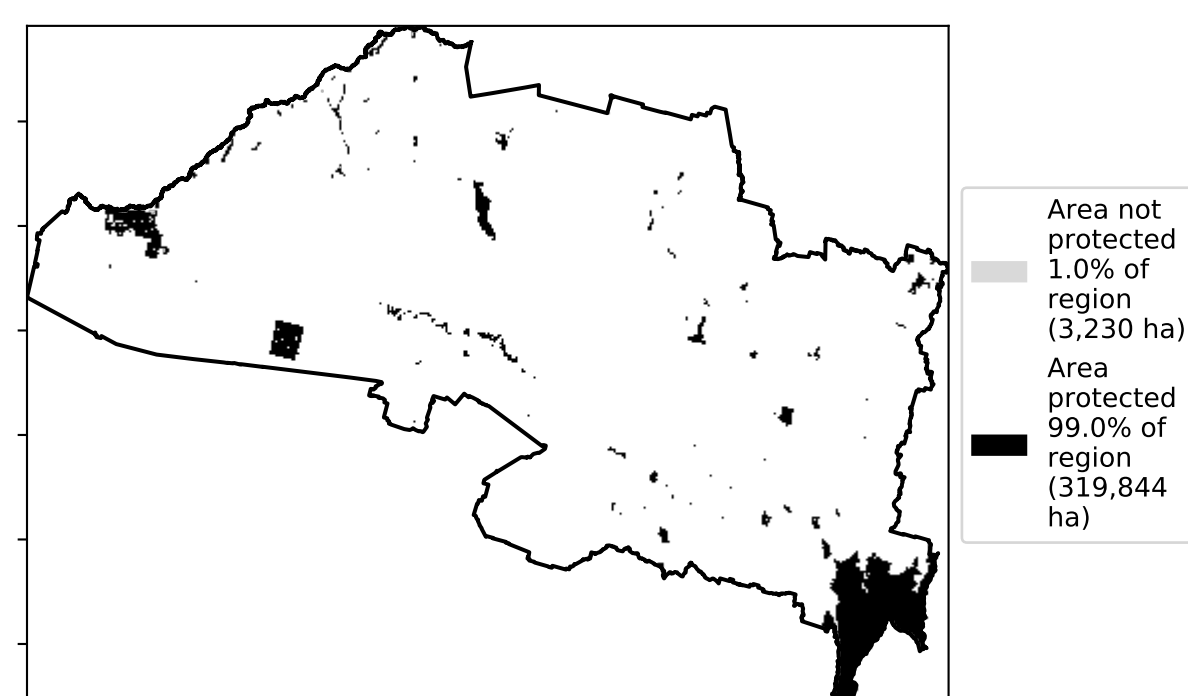 Area not
protected
1.0% of
region
(3,230 ha)
Area
protected
99.0% of
region
(319,844
ha)